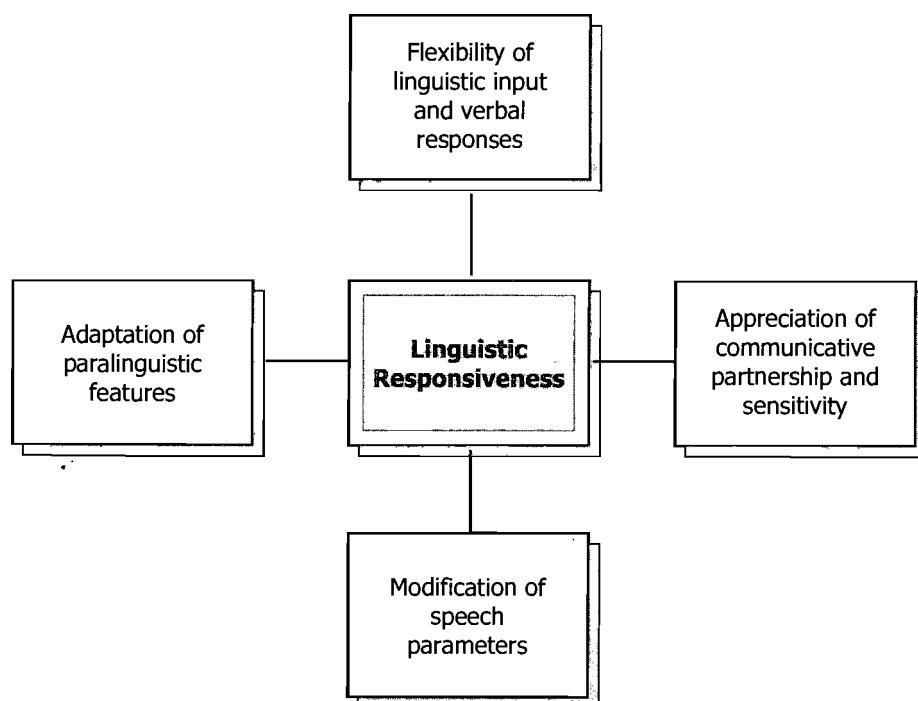 Flexibility of
linguistic input
and verbal
responses
Adaptation of
paralinguistic
features
Linguistic
Responsiveness
Appreciation of
communicative
partnership and
sensitivity
Modification of
speech
parameters